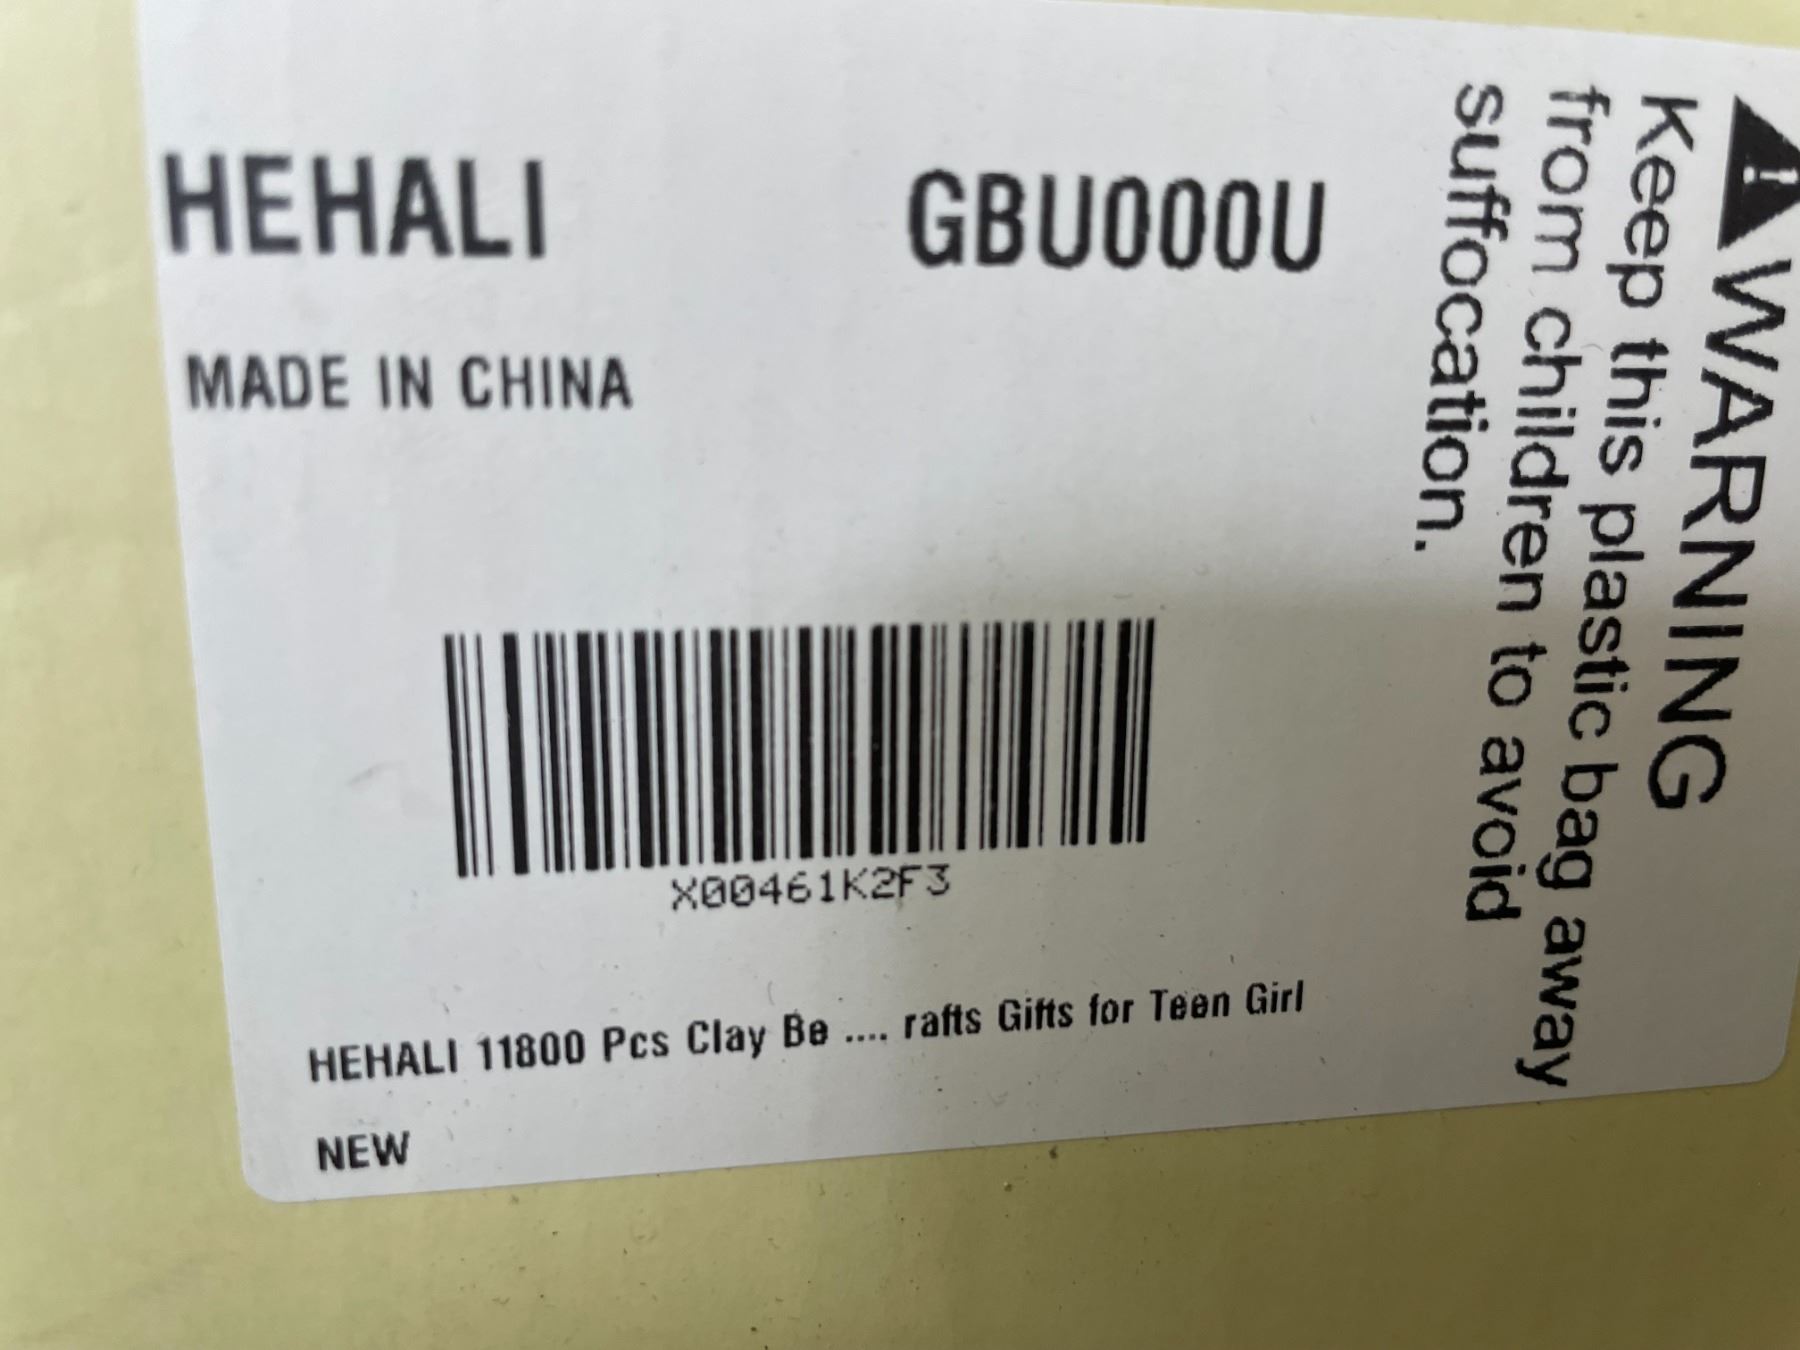 HEHALI GBU000U
MADE IN CHINA
X00461K2F3
HEHALI 11800 Pcs Clay Be .... rafts Gifts for Teen Girl
NEW
WARNING
Keep this plastic bag away
from children to avoid
suffocation.